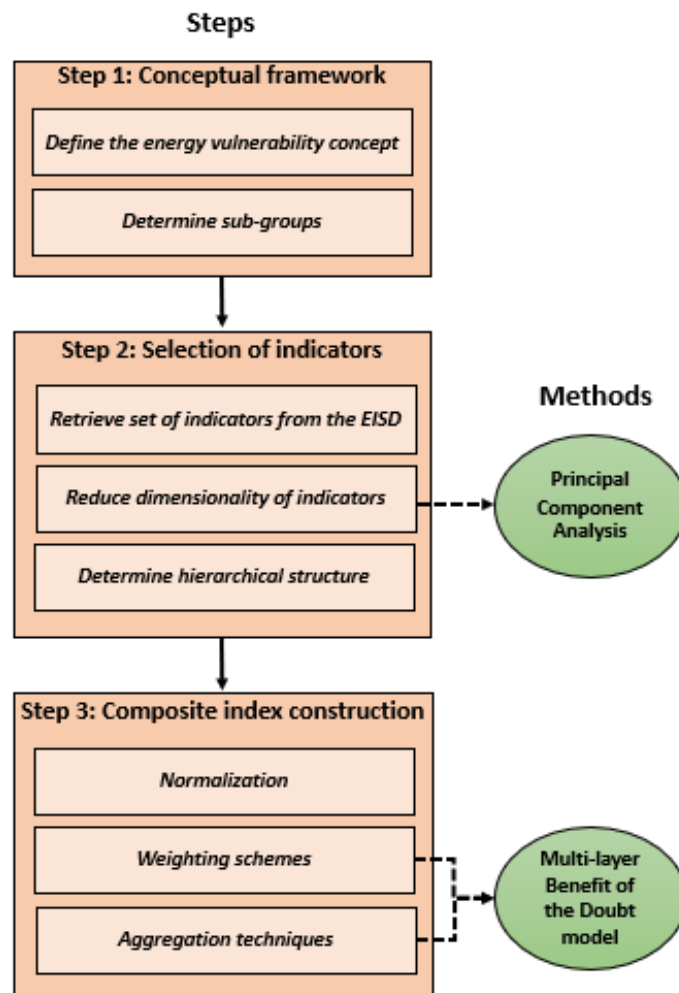 Steps
Step 1: Conceptual framework
Define the energy vulnerability concept
Determine sub-groups
Step 2: Selection of indicators
Retrieve set of indicators from the EISD
Reduce dimensionality of indicators
Determine hierarchical structure
Methods
Principal
Component
Analysis
Step 3: Composite index construction
Normalization
Weighting schemes
Aggregation techniques
Multi-layer
Benefit of
the Doubt
model